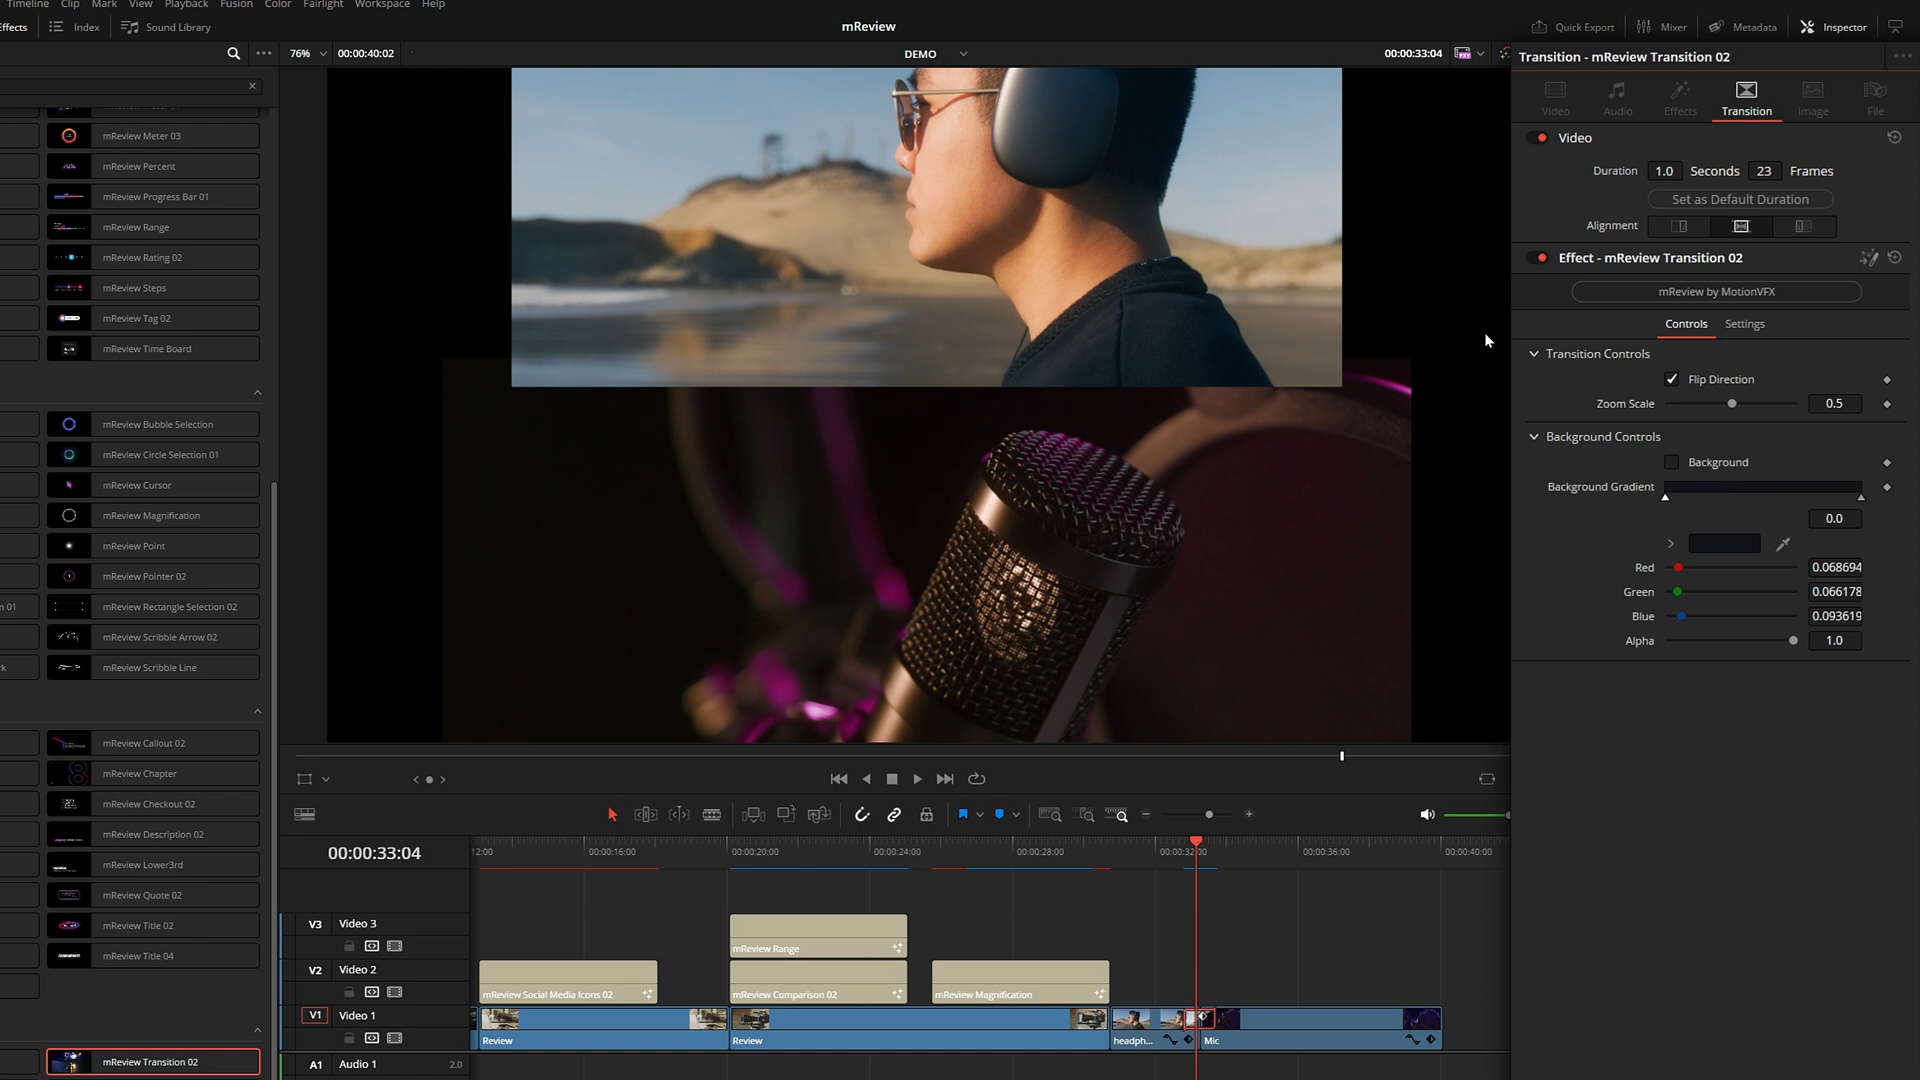 Timeline Clip Mark View Playback Fusion Color Fairlight Workspace Help
Effects Index Sound Library
mReview
Quick Export Mixer Metadata Inspector
76% 00:00:40:02
DEMO
00:00:33:04
Transition - mReview Transition 02
Video Audio Effects Transition Image File
Video
Duration 1.0 Seconds 23 Frames
Set as Default Duration
Alignment
Effect - mReview Transition 02
mReview by MotionVFX
Controls Settings
Transition Controls
Flip Direction
Zoom Scale 0.5
Background Controls
Background
Background Gradient
0.0
Red 0.068694
Green 0.066178
Blue 0.093619
Alpha 1.0
mReview Meter 03
mReview Percent
mReview Progress Bar 01
mReview Range
mReview Rating 02
mReview Steps
mReview Tag 02
mReview Time Board
mReview Bubble Selection
mReview Circle Selection 01
mReview Cursor
mReview Magnification
mReview Point
mReview Pointer 02
n 01 mReview Rectangle Selection 02
mReview Scribble Arrow 02
rk mReview Scribble Line
mReview Callout 02
mReview Chapter
mReview Checkout 02
mReview Description 02
mReview Lower3rd
mReview Quote 02
mReview Title 02
mReview Title 04
mReview Transition 02
00:00:33:04
12:00 00:00:16:00 00:00:20:00 00:00:24:00 00:00:28:00 00:00:32:00 00:00:36:00 00:00:40:00
V3 Video 3
mReview Range
V2 Video 2
mReview Social Media Icons 02 mReview Comparison 02 mReview Magnification
V1 Video 1
Review Review headph... Mic
A1 Audio 1 2.0